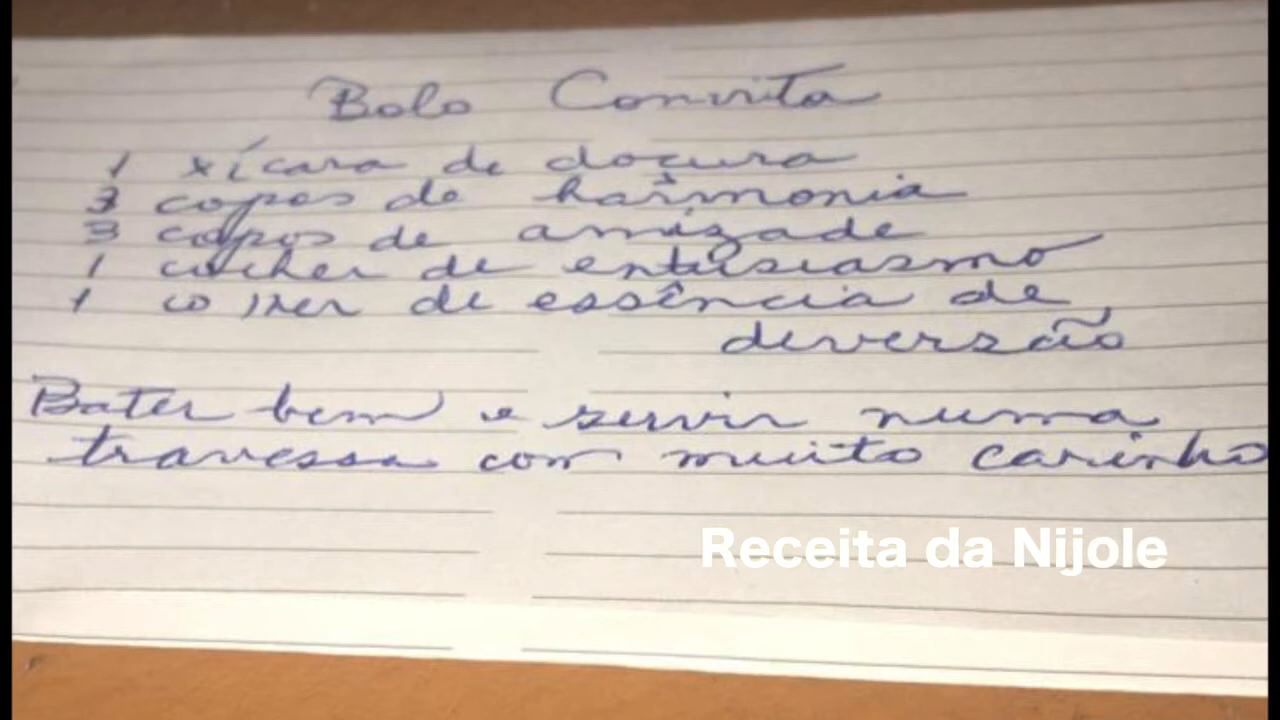 Bolo Convita
1 xícara de doçura
3 copos de harmonia
3 copos de amizade
1 colher de entusiasmo
1 colher de essência de
diversão
Bater bem e servir numa
travessa com muito carinho
Receita da Nijole